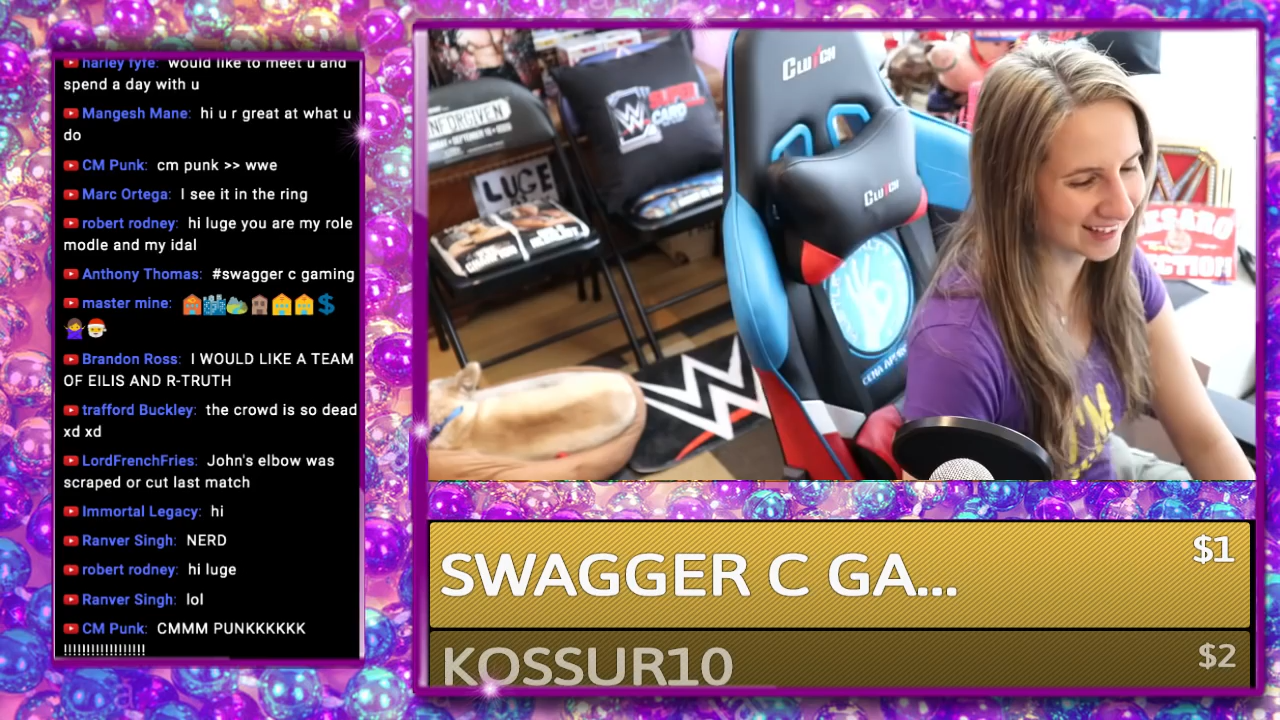 harley fyfe: would like to meet u and
spend a day with u
Mangesh Mane: hi u r great at what u
do
CM Punk: cm punk >> wwe
Marc Ortega: I see it in the ring
robert rodney: hi luge you are my role
modle and my idal
Anthony Thomas: #swagger c gaming
master mine:
Brandon Ross: I WOULD LIKE A TEAM
OF EILIS AND R-TRUTH
trafford Buckley: the crowd is so dead
xd xd
LordFrenchFries: John's elbow was
scraped or cut last match
Immortal Legacy: hi
Ranver Singh: NERD
robert rodney: hi luge
Ranver Singh: lol
CM Punk: CMMM PUNKKKKKK
!!!!!!!!!!!!!!!!!!
CLUTCH
UNFORGIVEN
LUGE
CLUTCH
CENA
SECTION
SWAGGER C GA...
$1
KOSSUR10
$2